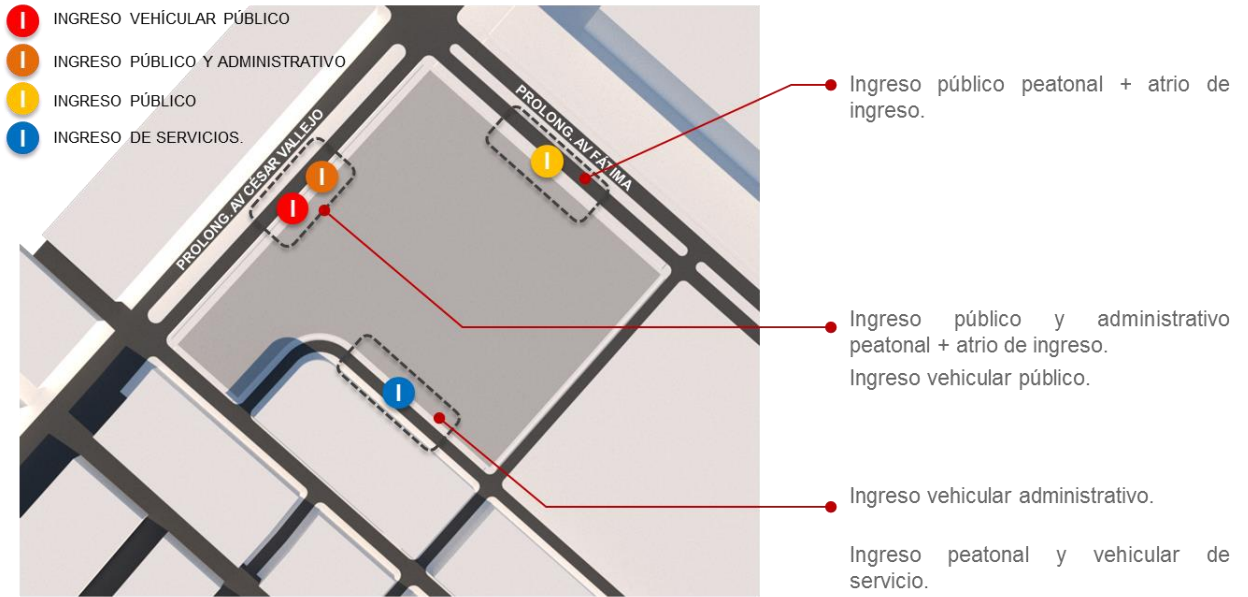 I INGRESO VEHÍCULAR PÚBLICO
I INGRESO PÚBLICO Y ADMINISTRATIVO
I INGRESO PÚBLICO
I INGRESO DE SERVICIOS.
PROLONG. AV CÉSAR VALLEJO
PROLONG. AV FÁTIMA
I
I
I
I
Ingreso público peatonal + atrio de
ingreso.
Ingreso público y administrativo
peatonal + atrio de ingreso.
Ingreso vehicular público.
Ingreso vehicular administrativo.
Ingreso peatonal y vehicular de
servicio.